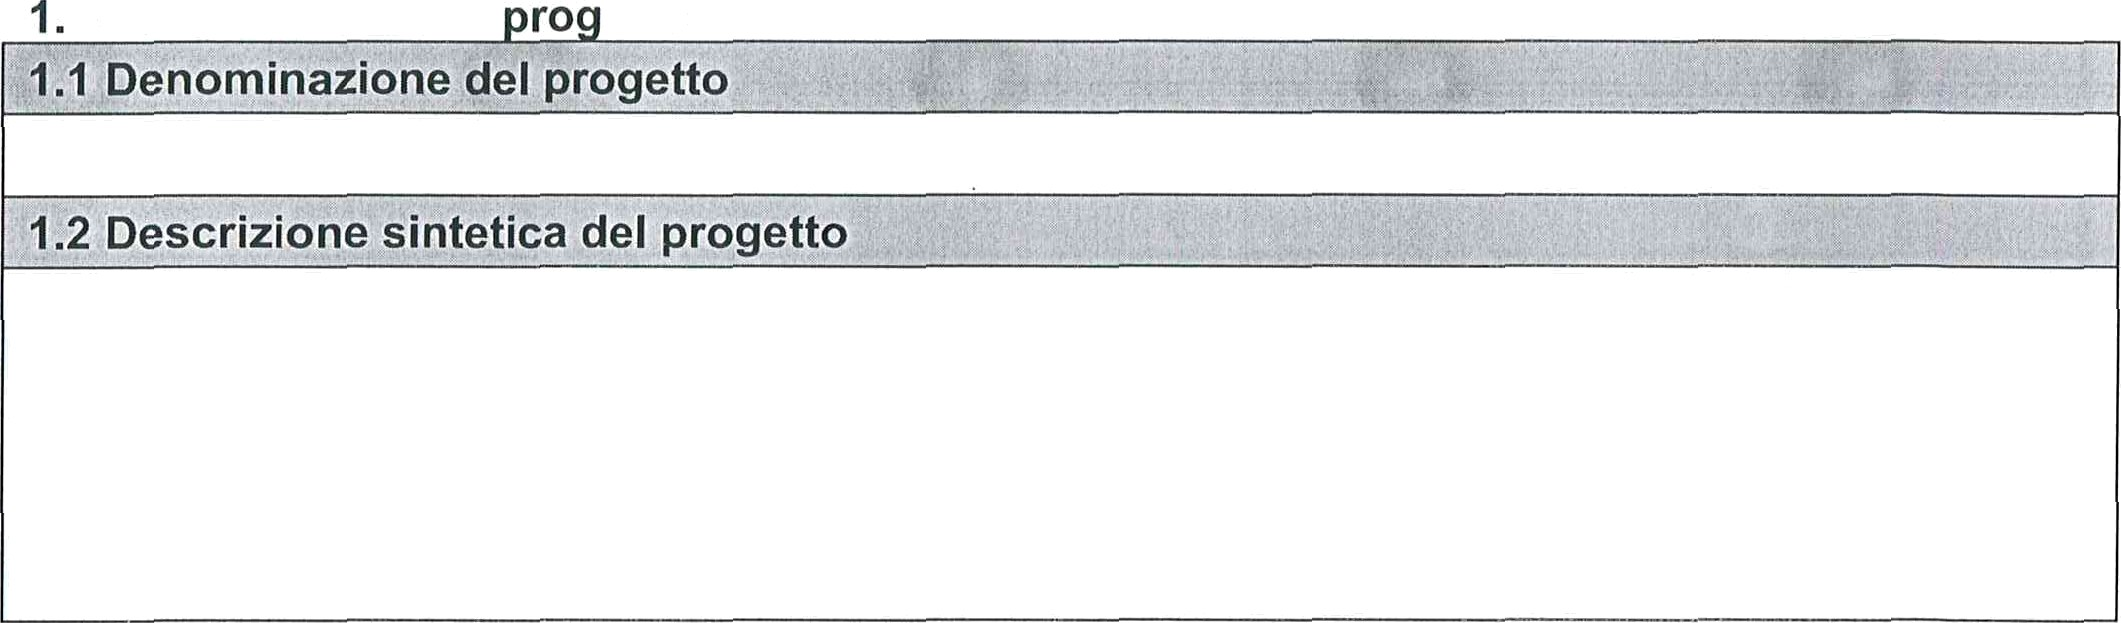 1. prog
1.1 Denominazione del progetto
1.2 Descrizione sintetica del progetto